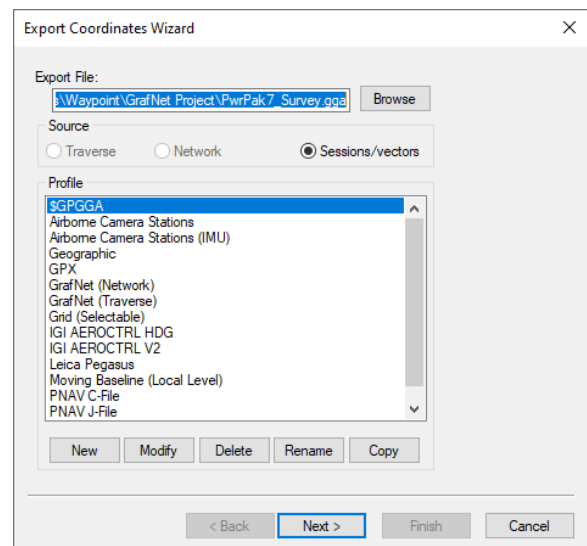 Export Coordinates Wizard
Export File:
s\Waypoint\GrafNet Project\PwrPak7_Survey.gga
Browse
Source
Traverse Network Sessions/vectors
Profile
$GPGGA
Airborne Camera Stations
Airborne Camera Stations (IMU)
Geographic
GPX
GrafNet (Network)
GrafNet (Traverse)
Grid (Selectable)
IGI AEROCTRL HDG
IGI AEROCTRL V2
Leica Pegasus
Moving Baseline (Local Level)
PNAV C-File
PNAV J-File
New Modify Delete Rename Copy
< Back Next > Finish Cancel